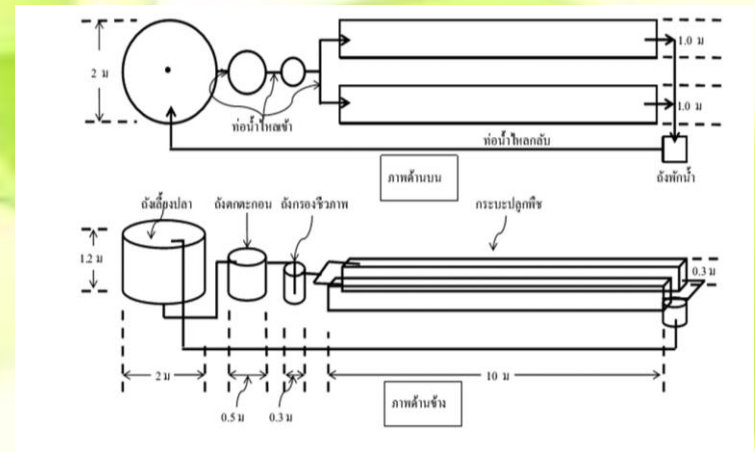 2 ม
1.0 ม
1.0 ม
ท่อน้ำไหลเข้า
ท่อน้ำไหลกลับ
ภาพด้านบน
ถังพักน้ำ
ถังเลี้ยงปลา
ถังตกตะกอน
ถังกรองชีวภาพ
กระบะปลูกพืช
1.2 ม
0.3 ม
2 ม
0.5 ม
0.3 ม
10 ม
ภาพด้านข้าง